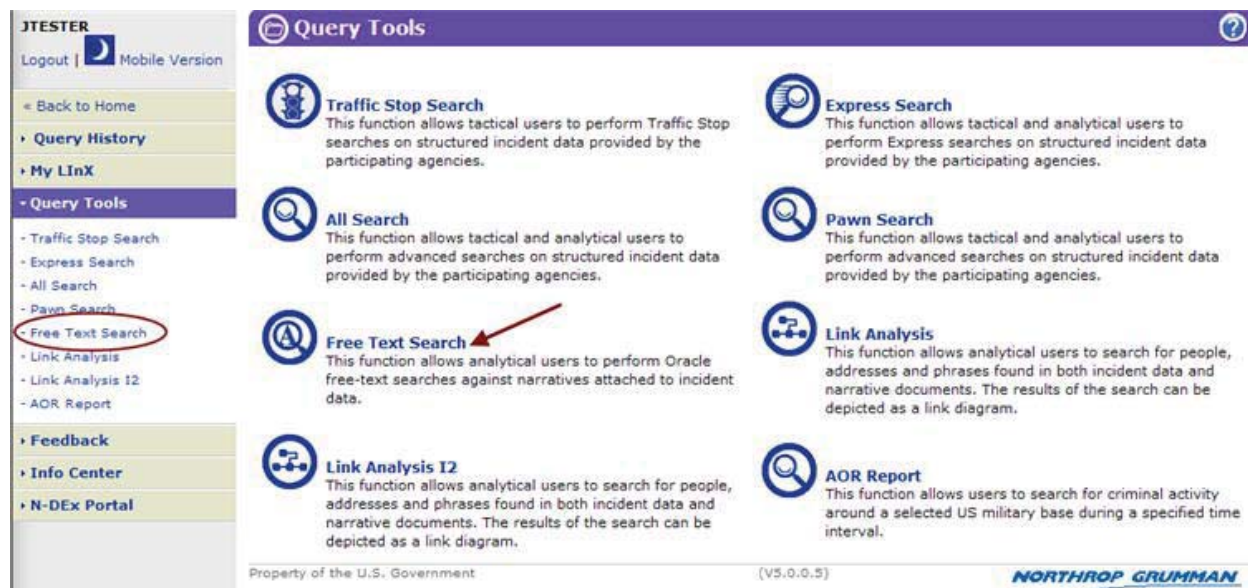 JTESTER
Logout | Mobile Version
« Back to Home
Query History
My LInX
- Query Tools
- Traffic Stop Search
- Express Search
- All Search
- Pawn Search
- Free Text Search
- Link Analysis
- Link Analysis I2
- AOR Report
Feedback
Info Center
N-DEx Portal
Query Tools
?
Traffic Stop Search
This function allows tactical users to perform Traffic Stop
searches on structured incident data provided by the
participating agencies.
Express Search
This function allows tactical and analytical users to
perform Express searches on structured incident data
provided by the participating agencies.
All Search
This function allows tactical and analytical users to
perform advanced searches on structured incident data
provided by the participating agencies.
Pawn Search
This function allows tactical and analytical users to
perform advanced searches on structured incident data
provided by the participating agencies.
A
Free Text Search
This function allows analytical users to perform Oracle
free-text searches against narratives attached to incident
data.
Link Analysis
This function allows analytical users to search for people,
addresses and phrases found in both incident data and
narrative documents. The results of the search can be
depicted as a link diagram.
Link Analysis I2
This function allows analytical users to search for people,
addresses and phrases found in both incident data and
narrative documents. The results of the search can be
depicted as a link diagram.
AOR Report
This function allows users to search for criminal activity
around a selected US military base during a specified time
interval.
Property of the U.S. Government
(V5.0.0.5)
NORTHROP GRUMMAN